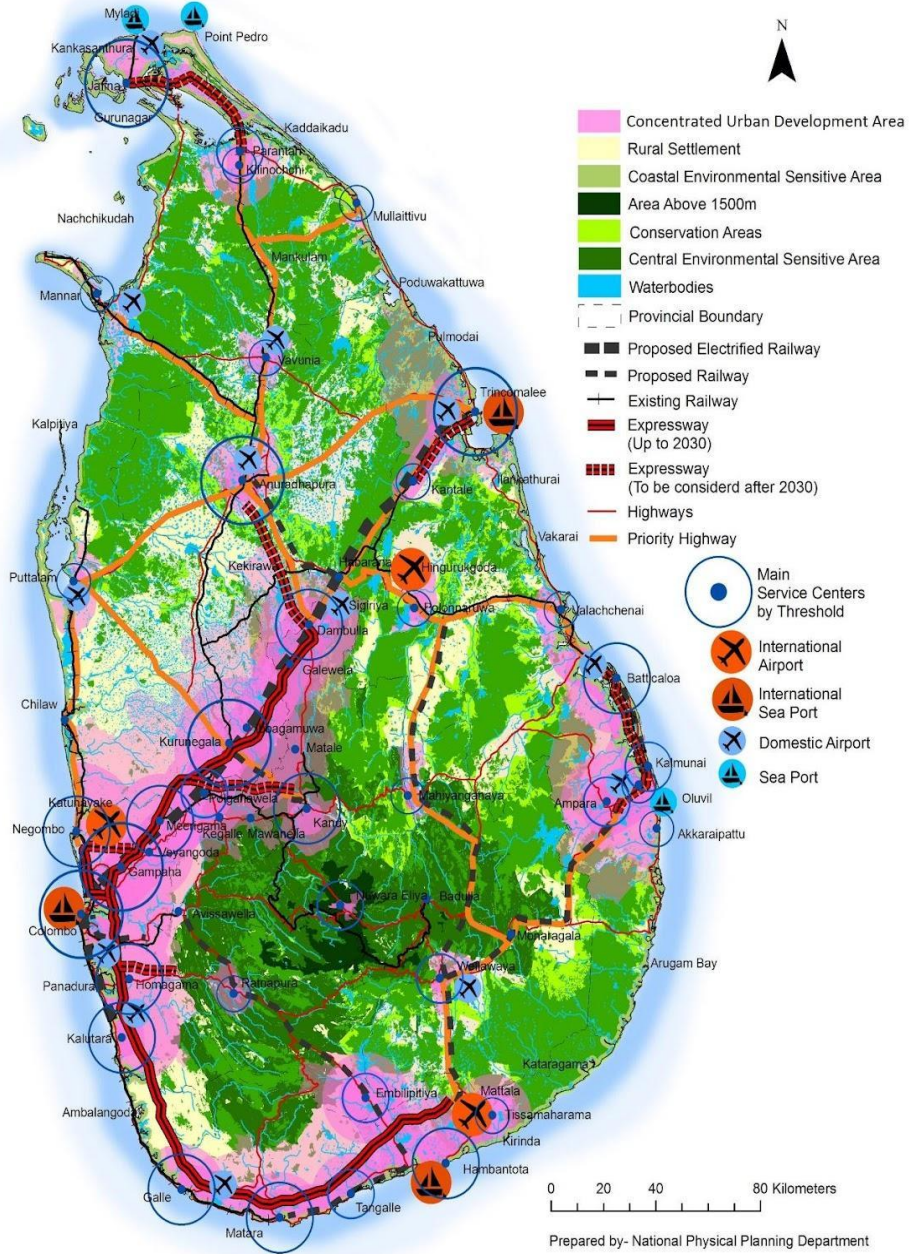 Myladi
Point Pedro
Kankasanthura
Jaffna
Gurunagar
Kaddaikadu
Parantan
Kilinochchi
Nachchikudah
Mullaittivu
Mankulam
Mannar
Poduwakattuwa
Pulmodai
Vavunia
Trincomalee
Kalpitiya
Anuradhapura
Kantale
Ilankathurai
Vakarai
Kekirawa
Habarana
Hingurukgoda
Puttalam
Sigiriya
Polonnaruwa
Valachchenai
Dambulla
Galewela
Batticaloa
Chilaw
Kurunegala
Ibbagamuwa
Matale
Kalmunai
Katunayake
Polgahawela
Mahiyanganaya
Ampara
Oluvil
Negombo
Meerigama
Kegalle
Mawanella
Kandy
Akkaraipattu
Veyangoda
Gampaha
Nuwara Eliya
Badulla
Avissawella
Colombo
Monaragala
Wellawaya
Arugam Bay
Panadura
Homagama
Ratnapura
Kalutara
Kataragama
Embilipitiya
Mattala
Ambalangoda
Tissamaharama
Kirinda
Hambantota
Galle
Tangalle
Matara
N
Concentrated Urban Development Area
Rural Settlement
Coastal Environmental Sensitive Area
Area Above 1500m
Conservation Areas
Central Environmental Sensitive Area
Waterbodies
Provincial Boundary
Proposed Electrified Railway
Proposed Railway
Existing Railway
Expressway
(Up to 2030)
Expressway
(To be considerd after 2030)
Highways
Priority Highway
Main
Service Centers
by Threshold
International
Airport
International
Sea Port
Domestic Airport
Sea Port
0 20 40 80 Kilometers
Prepared by- National Physical Planning Department